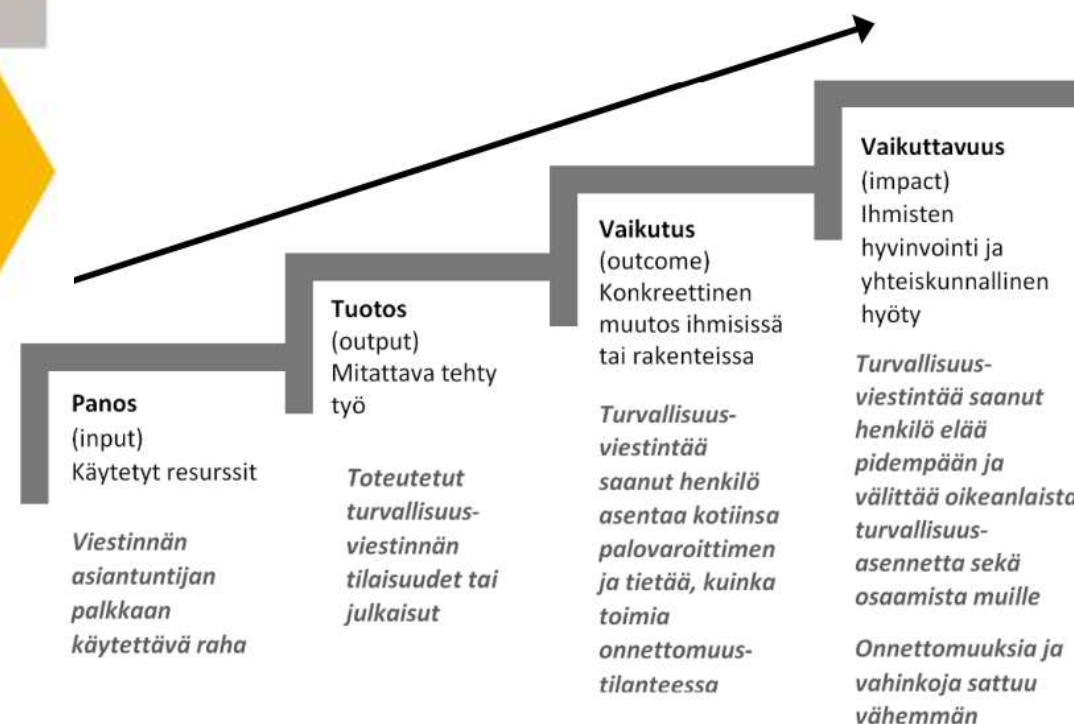 Panos
(input)
Käytetyt resurssit
Viestinnän
asiantuntijan
palkkaan
käytettävä raha
Tuotos
(output)
Mitattava tehty
työ
Toteutetut
turvallisuus-
viestinnän
tilaisuudet tai
julkaisut
Vaikutus
(outcome)
Konkreettinen
muutos ihmisissä
tai rakenteissa
Turvallisuus-
viestintää
saanut henkilö
asentaa kotiinsa
palovaroittimen
ja tietää, kuinka
toimia
onnettomuus-
tilanteessa
Vaikuttavuus
(impact)
Ihmisten
hyvinvointi ja
yhteiskunnallinen
hyöty
Turvallisuus-
viestintää saanut
henkilö elää
pidempään ja
välittää oikeanlaista
turvallisuus-
asennetta sekä
osaamista muille
Onnettomuuksia ja
vahinkoja sattuu
vähemmän